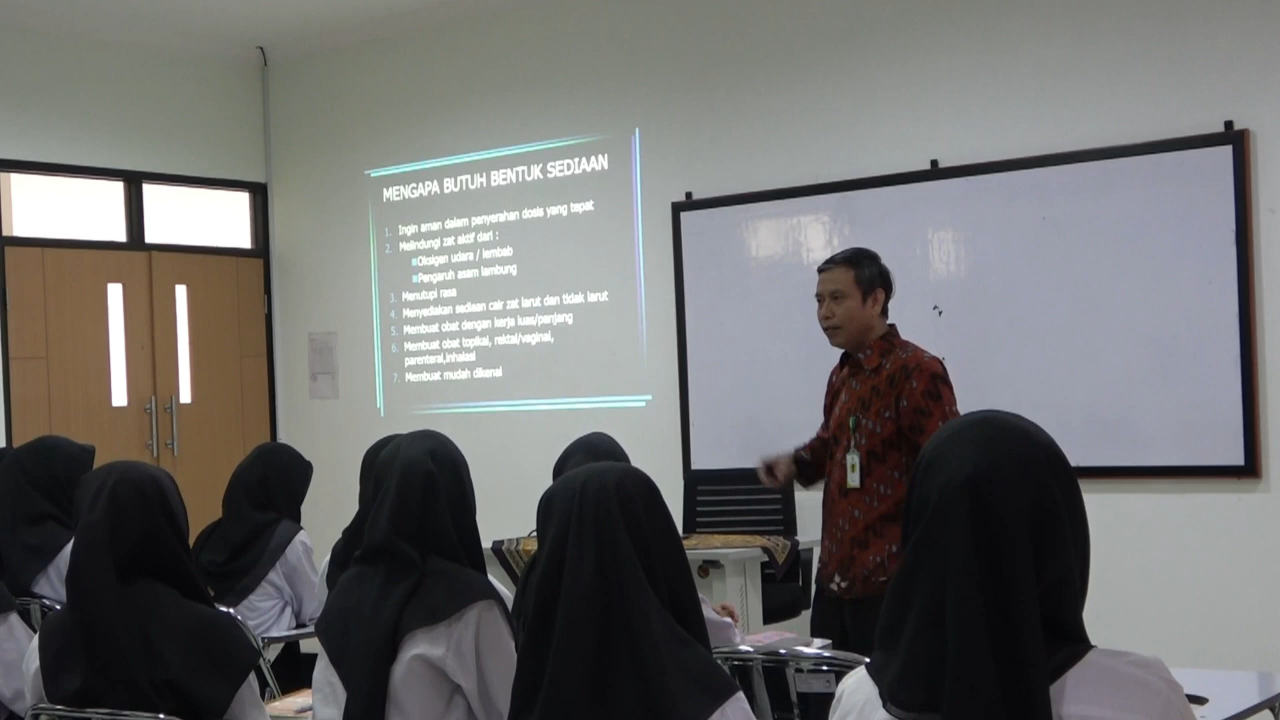 MENGAPA BUTUH BENTUK SEDIAAN
1. Ingin aman dalam penyerahan dosis yang tepat
2. Melindungi zat aktif dari :
Oksigen udara / lembab
Pengaruh asam lambung
3. Menutupi rasa
4. Menyediakan sediaan cair zat larut dan tidak larut
5. Membuat obat dengan kerja luas/panjang
6. Membuat obat topikal, rektal/vaginal,
parenteral,inhalasi
7. Membuat mudah dikenal